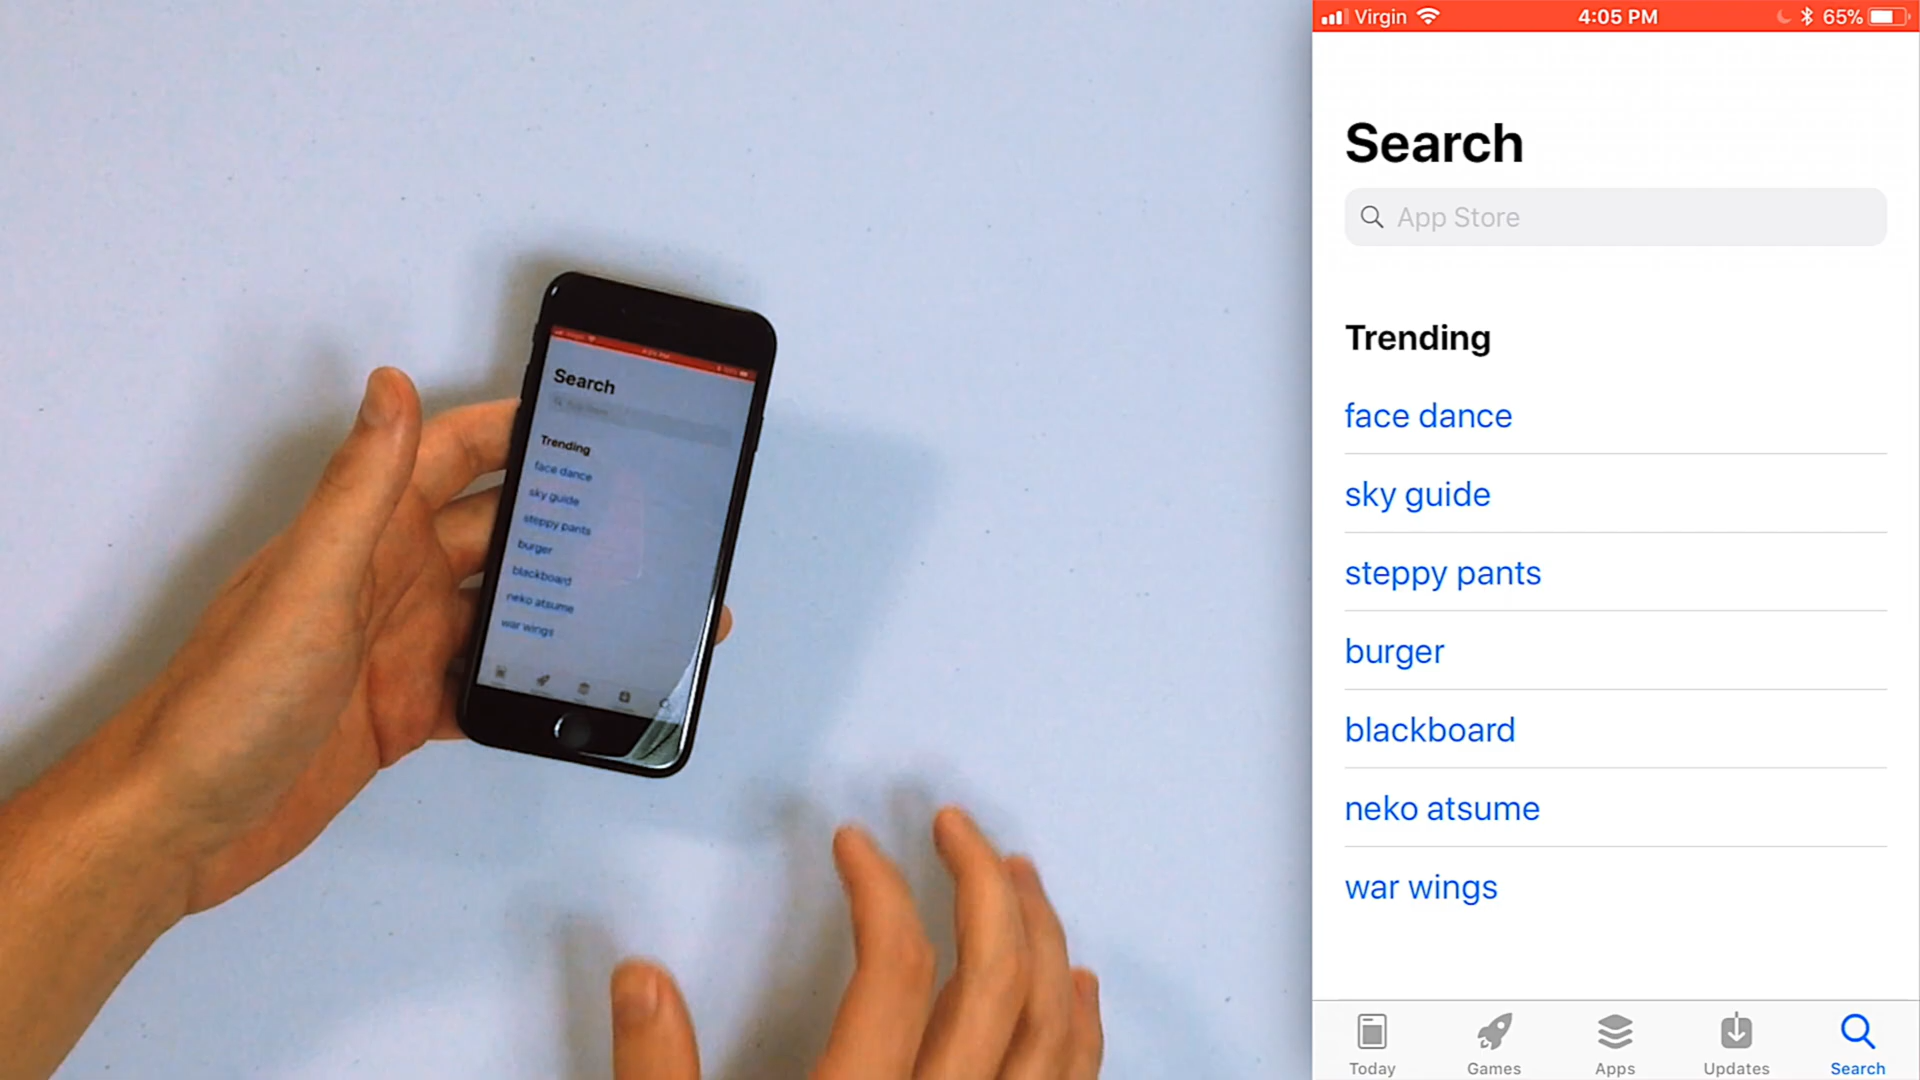 Search
Trending
face dance
sky guide
steppy pants
burger
blackboard
neko atsume
war wings
Virgin 4:05 PM 65%
Search
App Store
Trending
face dance
sky guide
steppy pants
burger
blackboard
neko atsume
war wings
Today Games Apps Updates Search